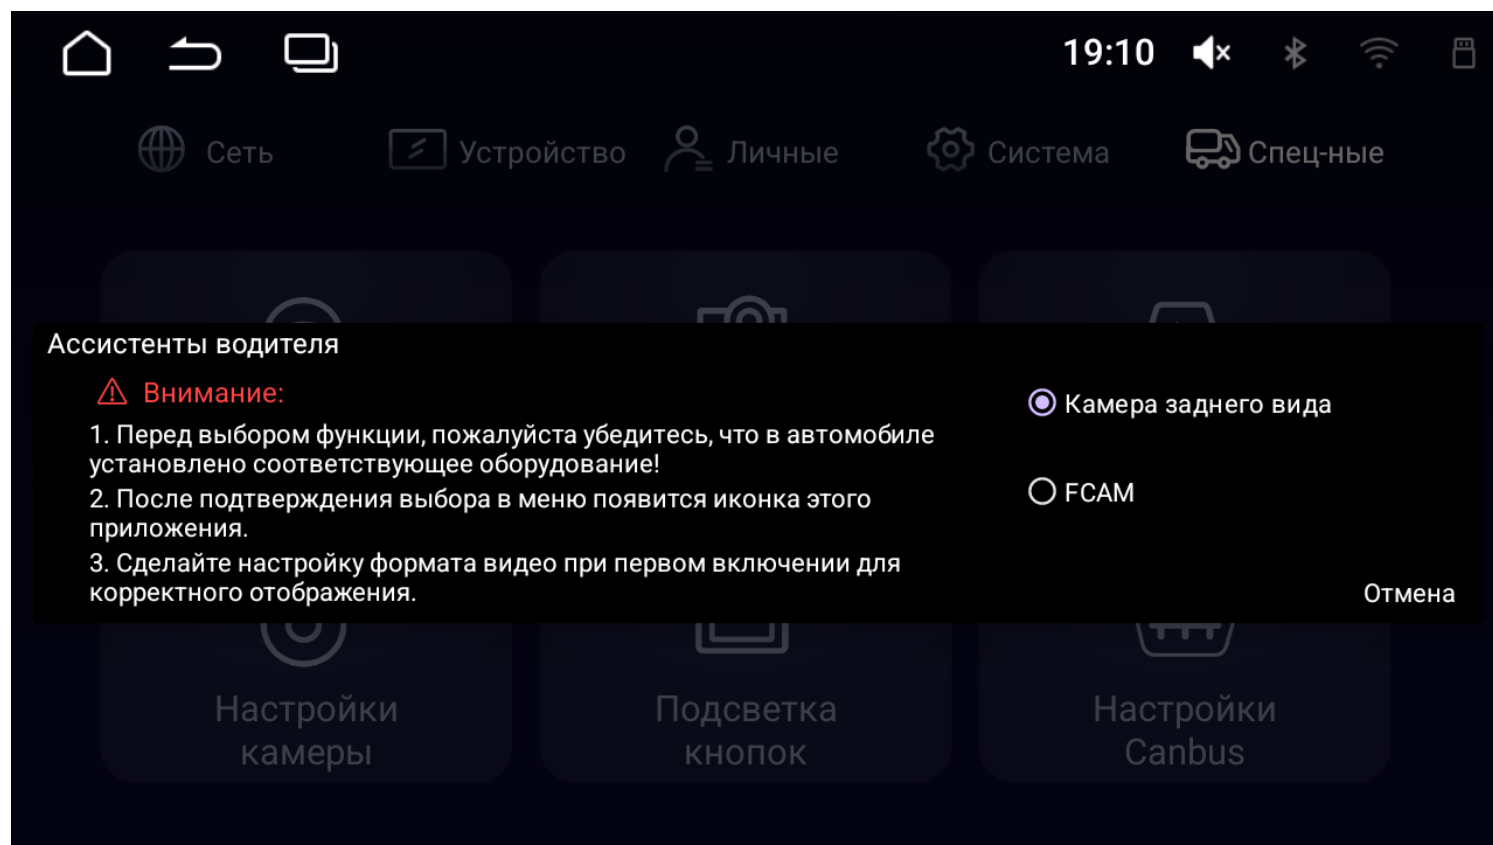 19:10
Сеть
Устройство
Личные
Система
Спец-ные
Ассистенты водителя
Внимание:
1. Перед выбором функции, пожалуйста убедитесь, что в автомобиле
установлено соответствующее оборудование!
2. После подтверждения выбора в меню появится иконка этого
приложения.
3. Сделайте настройку формата видео при первом включении для
корректного отображения.
Камера заднего вида
FCAM
Отмена
Настройки
камеры
Подсветка
кнопок
Настройки
Canbus